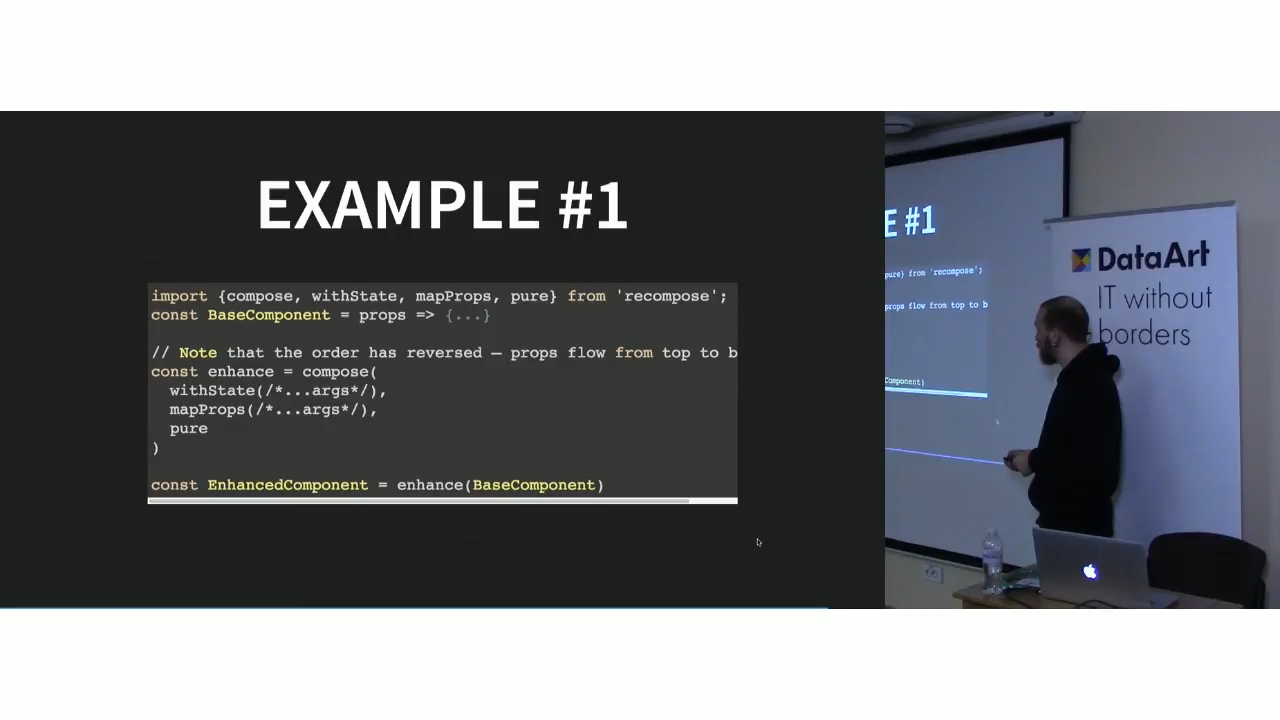 EXAMPLE #1
import {compose, withState, mapProps, pure} from 'recompose';
const BaseComponent = props => {...}
// Note that the order has reversed — props flow from top to b
const enhance = compose(
  withState(/*...args*/),
  mapProps(/*...args*/),
  pure
)
const EnhancedComponent = enhance(BaseComponent)
E #1
pure} from 'recompose';
props flow from top to b
Component)
DataArt
IT without
borders